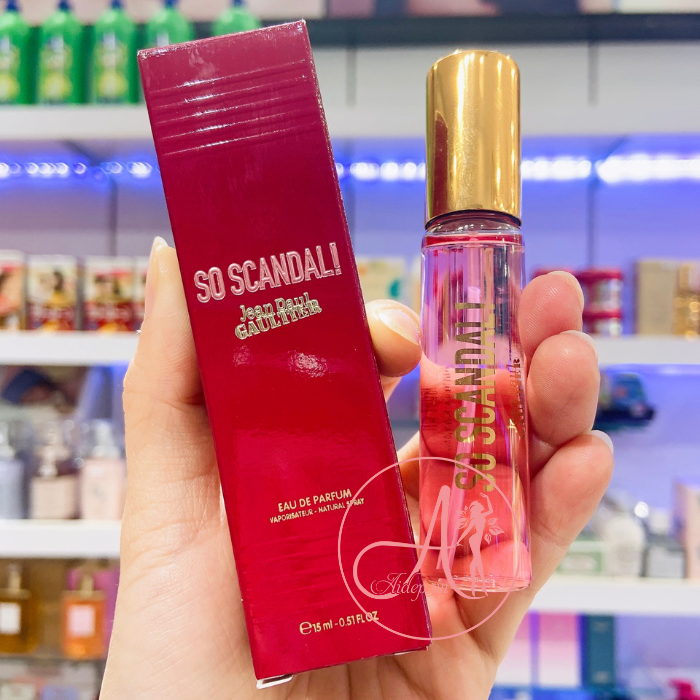 SO SCANDAL!
Jean Paul
GAULTIER
EAU DE PARFUM
VAPORISATEUR - NATURAL SPRAY
℮15 ml - 0.51 FL OZ
SO SCANDAL!